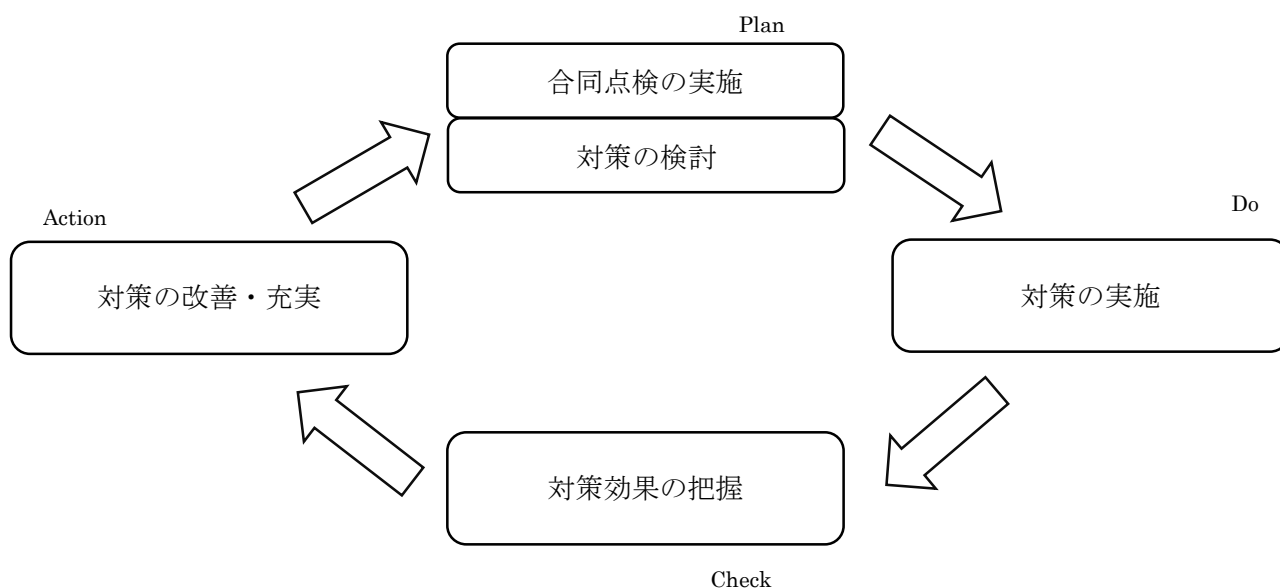 Plan
合同点検の実施
対策の検討
Action
Do
対策の改善・充実
対策の実施
対策効果の把握
Check